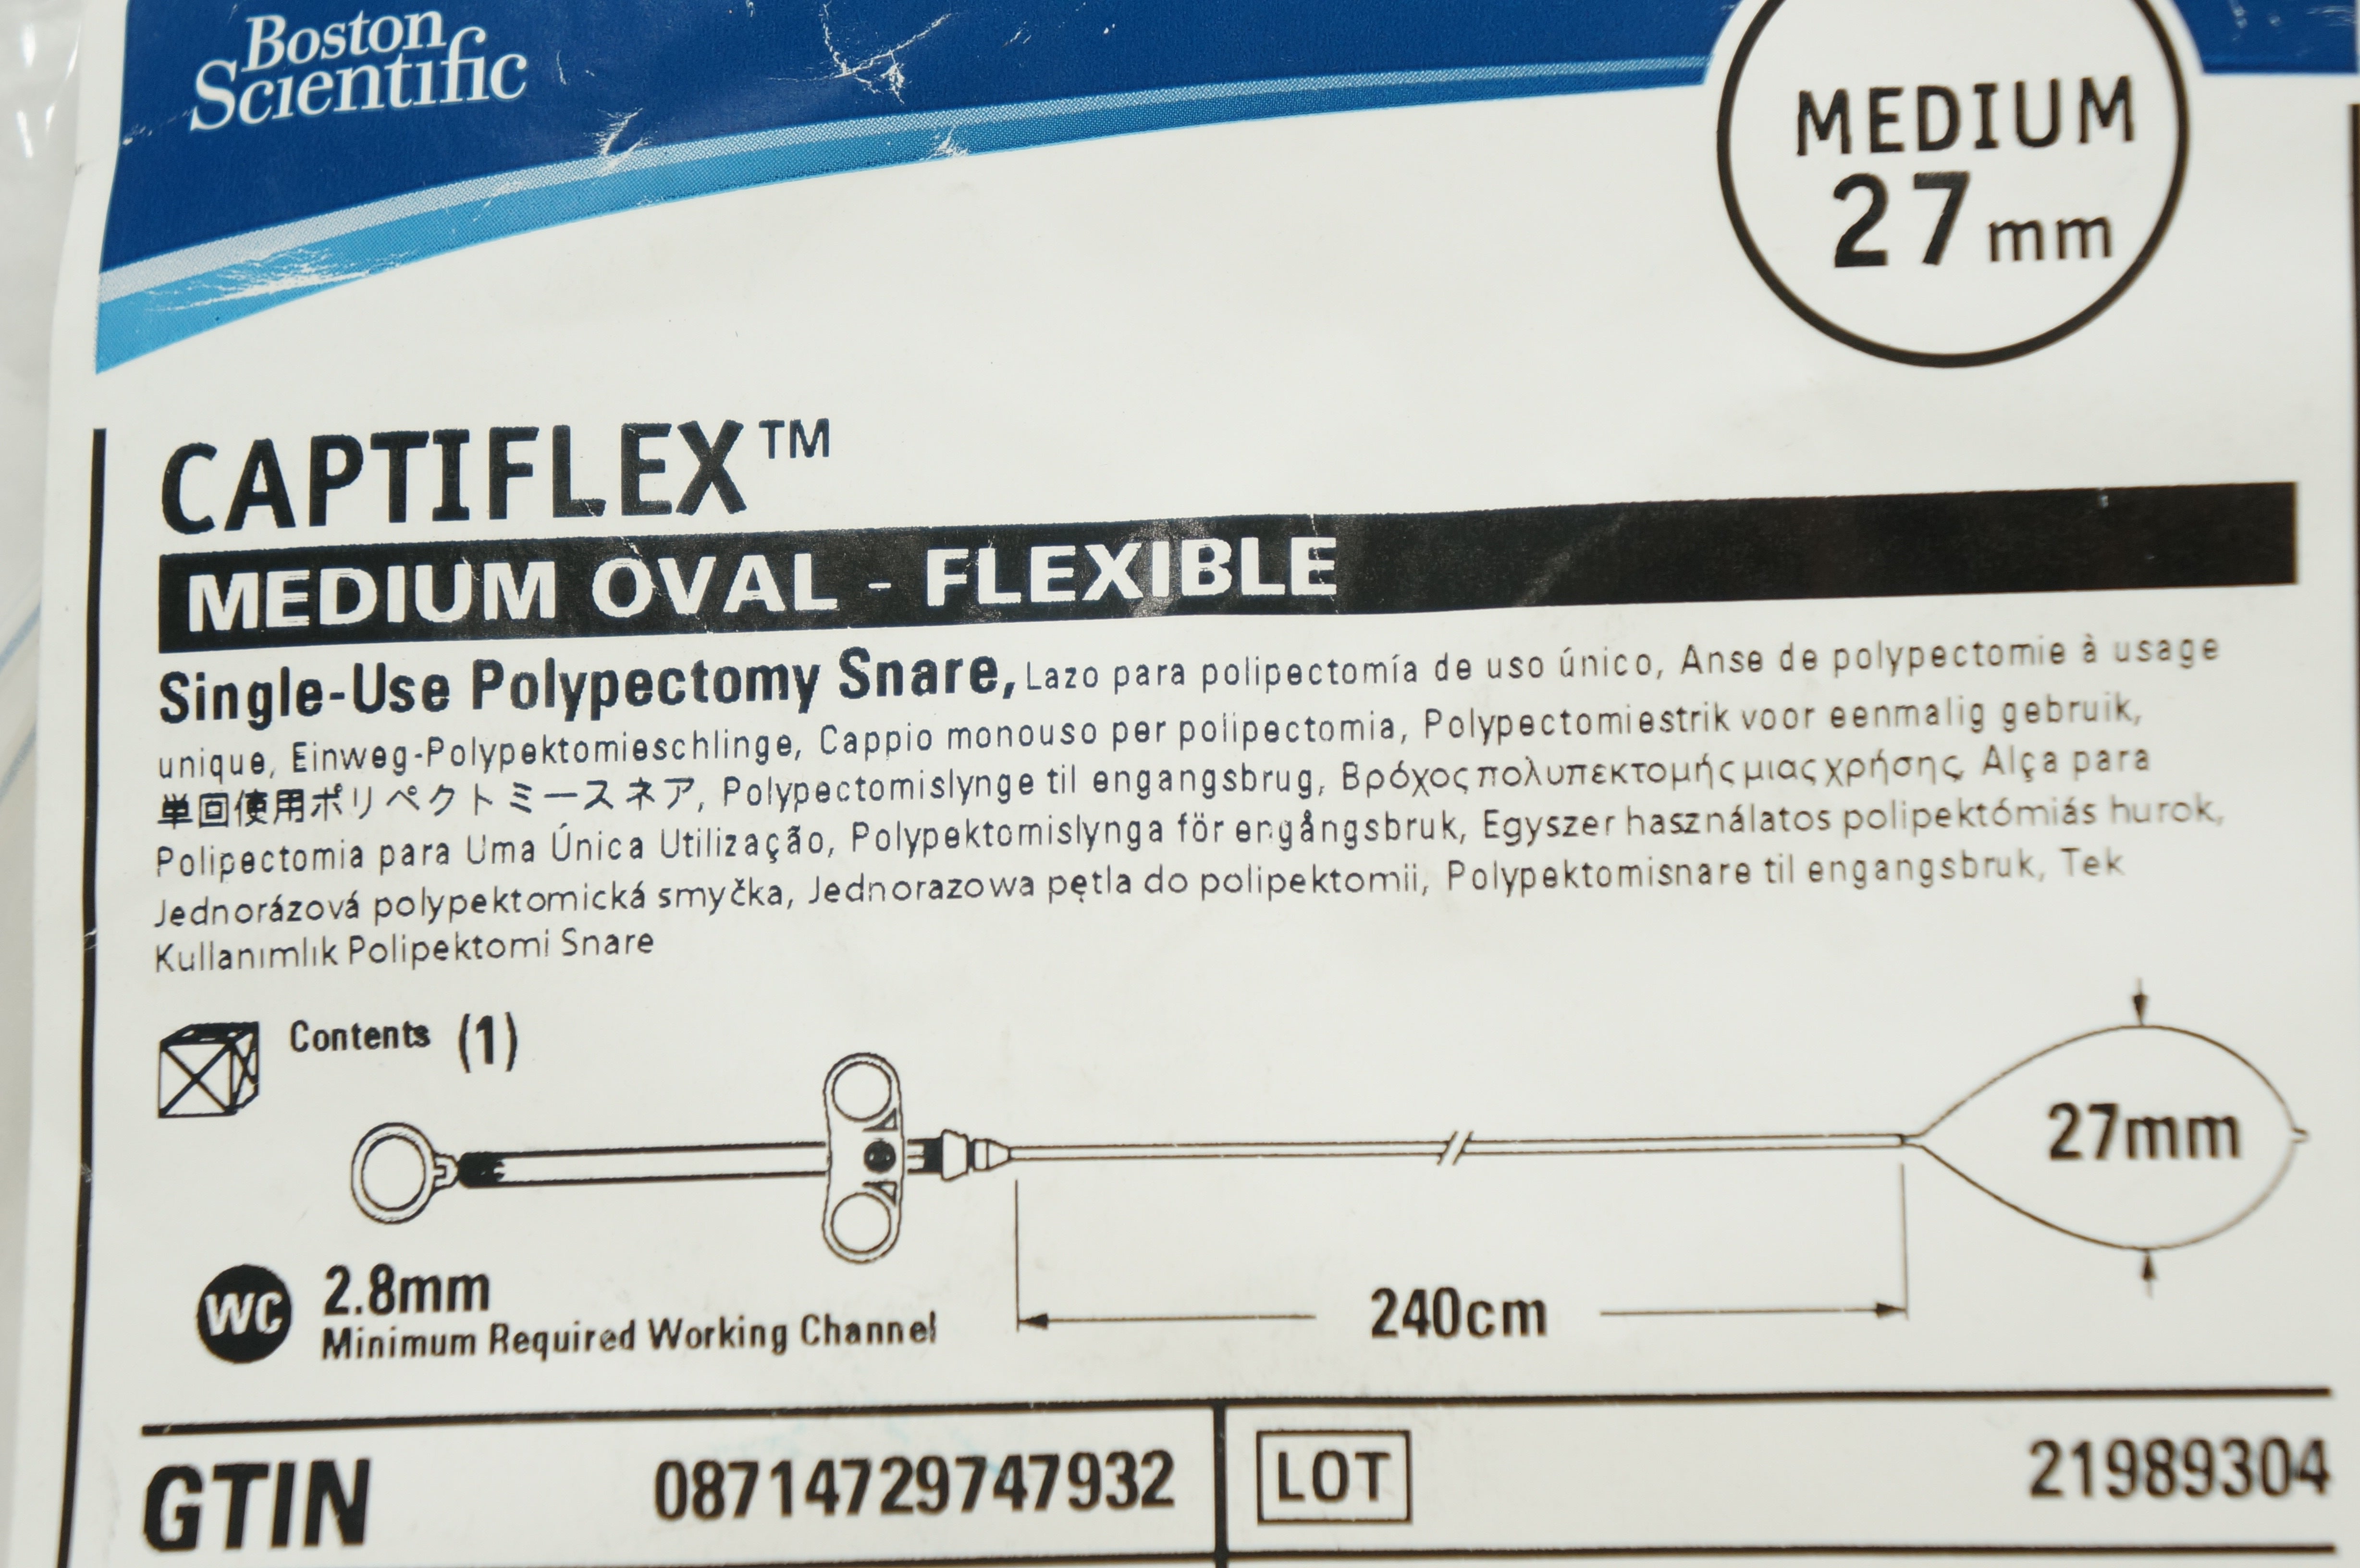 Boston
Scientific
MEDIUM
27 mm
CAPTIFLEX™
MEDIUM OVAL - FLEXIBLE
Single-Use Polypectomy Snare, Lazo para polipectomía de uso único, Anse de polypectomie à usage
unique, Einweg-Polypektomieschlinge, Cappio monouso per polipectomia, Polypectomiestrik voor eenmalig gebruik,
単回使用ポリペクトミースネア, Polypectomislynge til engangsbrug, Βρόχος πολυπεκτομής μιας χρήσης, Alça para
Polipectomia para Uma Única Utilização, Polypektomislynga för engångsbruk, Egyszer használatos polipektómiás hurok,
Jednorázová polypektomická smyčka, Jednorazowa pętla do polipektomii, Polypektomisnare til engangsbruk, Tek
Kullanımlık Polipektomi Snare
Contents (1)
27mm
WC 2.8mm
Minimum Required Working Channel
240cm
GTIN 08714729747932
LOT 21989304